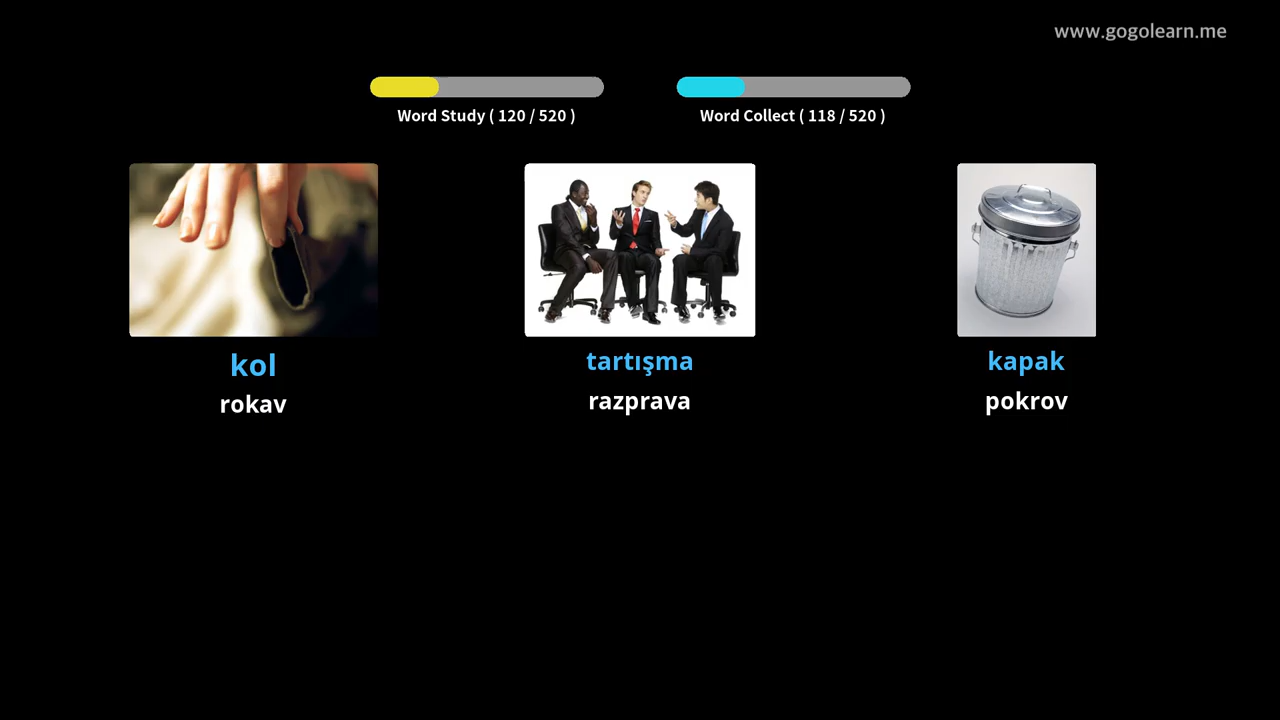 www.gogolearn.me
Word Study ( 120 / 520 )
Word Collect ( 118 / 520 )
kol
rokav
tartışma
razprava
kapak
pokrov